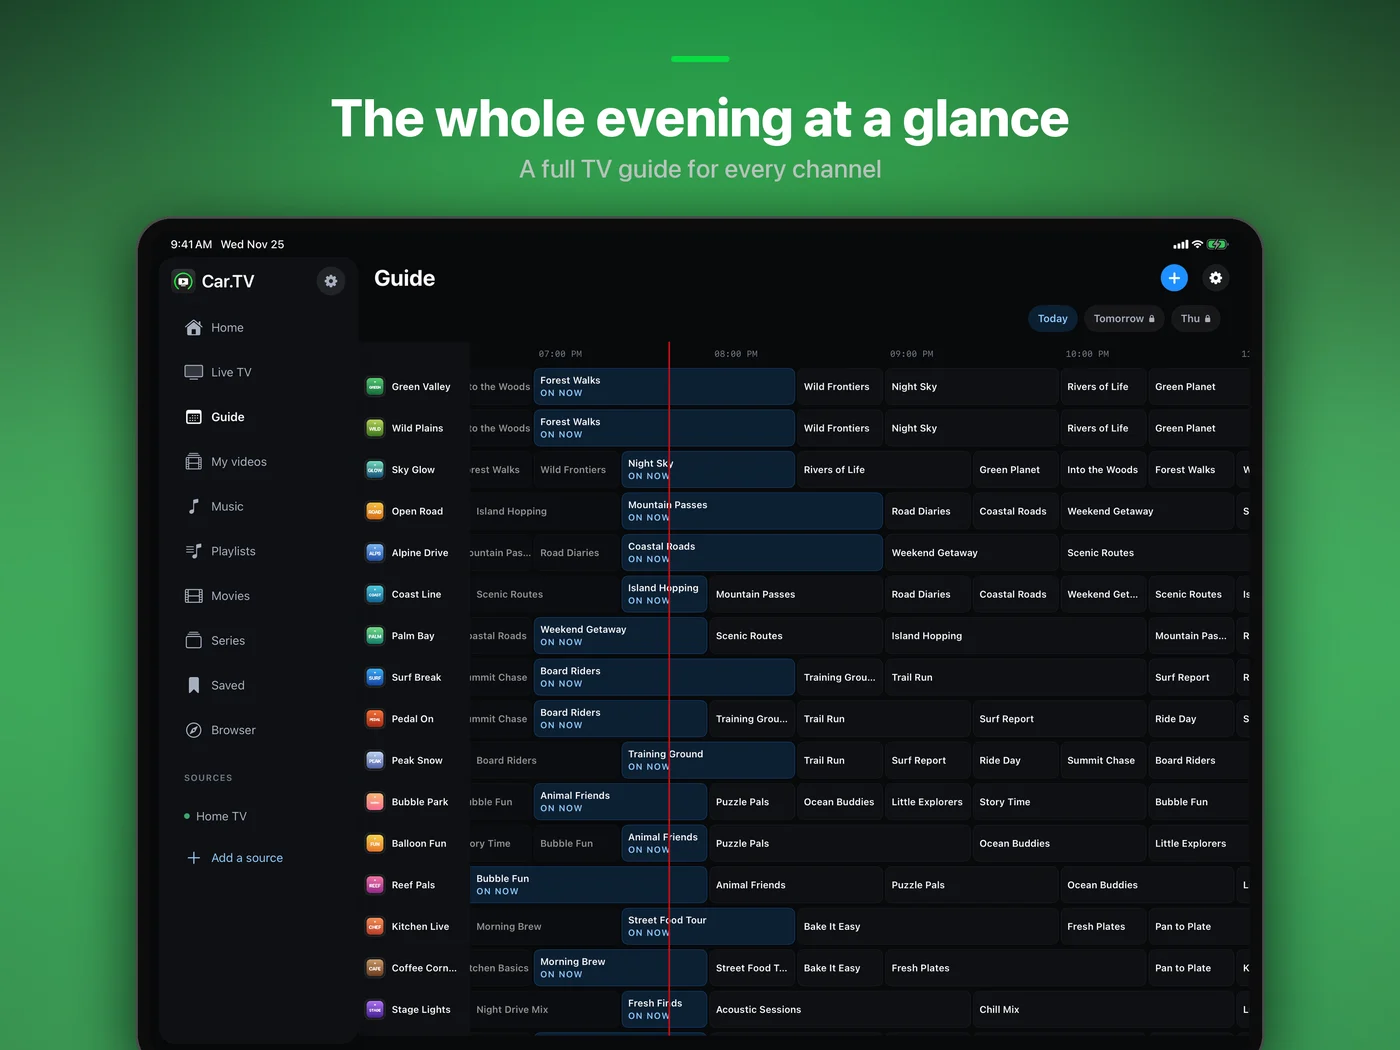 The whole evening at a glance
A full TV guide for every channel
9:41 AM Wed Nov 25
Car.TV
Guide
Home
Live TV
Guide
My videos
Music
Playlists
Movies
Series
Saved
Browser
SOURCES
Home TV
Add a source
Today Tomorrow Thu
07:00 PM 08:00 PM 09:00 PM 10:00 PM 11:
Green Valley to the Woods Forest Walks ON NOW Wild Frontiers Night Sky Rivers of Life Green Planet
Wild Plains to the Woods Forest Walks ON NOW Wild Frontiers Night Sky Rivers of Life Green Planet
Sky Glow rest Walks Wild Frontiers Night Sky ON NOW Rivers of Life Green Planet Into the Woods Forest Walks W
Open Road Island Hopping Mountain Passes ON NOW Road Diaries Coastal Roads Weekend Getaway S
Alpine Drive ountain Pas... Road Diaries Coastal Roads ON NOW Weekend Getaway Scenic Routes
Coast Line Scenic Routes Island Hopping ON NOW Mountain Passes Road Diaries Coastal Roads Weekend Get... Scenic Routes Is
Palm Bay oastal Roads Weekend Getaway ON NOW Scenic Routes Island Hopping Mountain Pas... R
Surf Break mmit Chase Board Riders ON NOW Training Grou... Trail Run Surf Report R
Pedal On mmit Chase Board Riders ON NOW Training Grou... Trail Run Surf Report Ride Day S
Peak Snow Board Riders Training Ground ON NOW Trail Run Surf Report Ride Day Summit Chase Board Riders
Bubble Park bble Fun Animal Friends ON NOW Puzzle Pals Ocean Buddies Little Explorers Story Time Bubble Fun
Balloon Fun ory Time Bubble Fun Animal Friends ON NOW Puzzle Pals Ocean Buddies Little Explorers
Reef Pals Bubble Fun ON NOW Animal Friends Puzzle Pals Ocean Buddies L
Kitchen Live Morning Brew Street Food Tour ON NOW Bake It Easy Fresh Plates Pan to Plate
Coffee Corn... tchen Basics Morning Brew ON NOW Street Food T... Bake It Easy Fresh Plates Pan to Plate K
Stage Lights Night Drive Mix Fresh Finds ON NOW Acoustic Sessions Chill Mix L